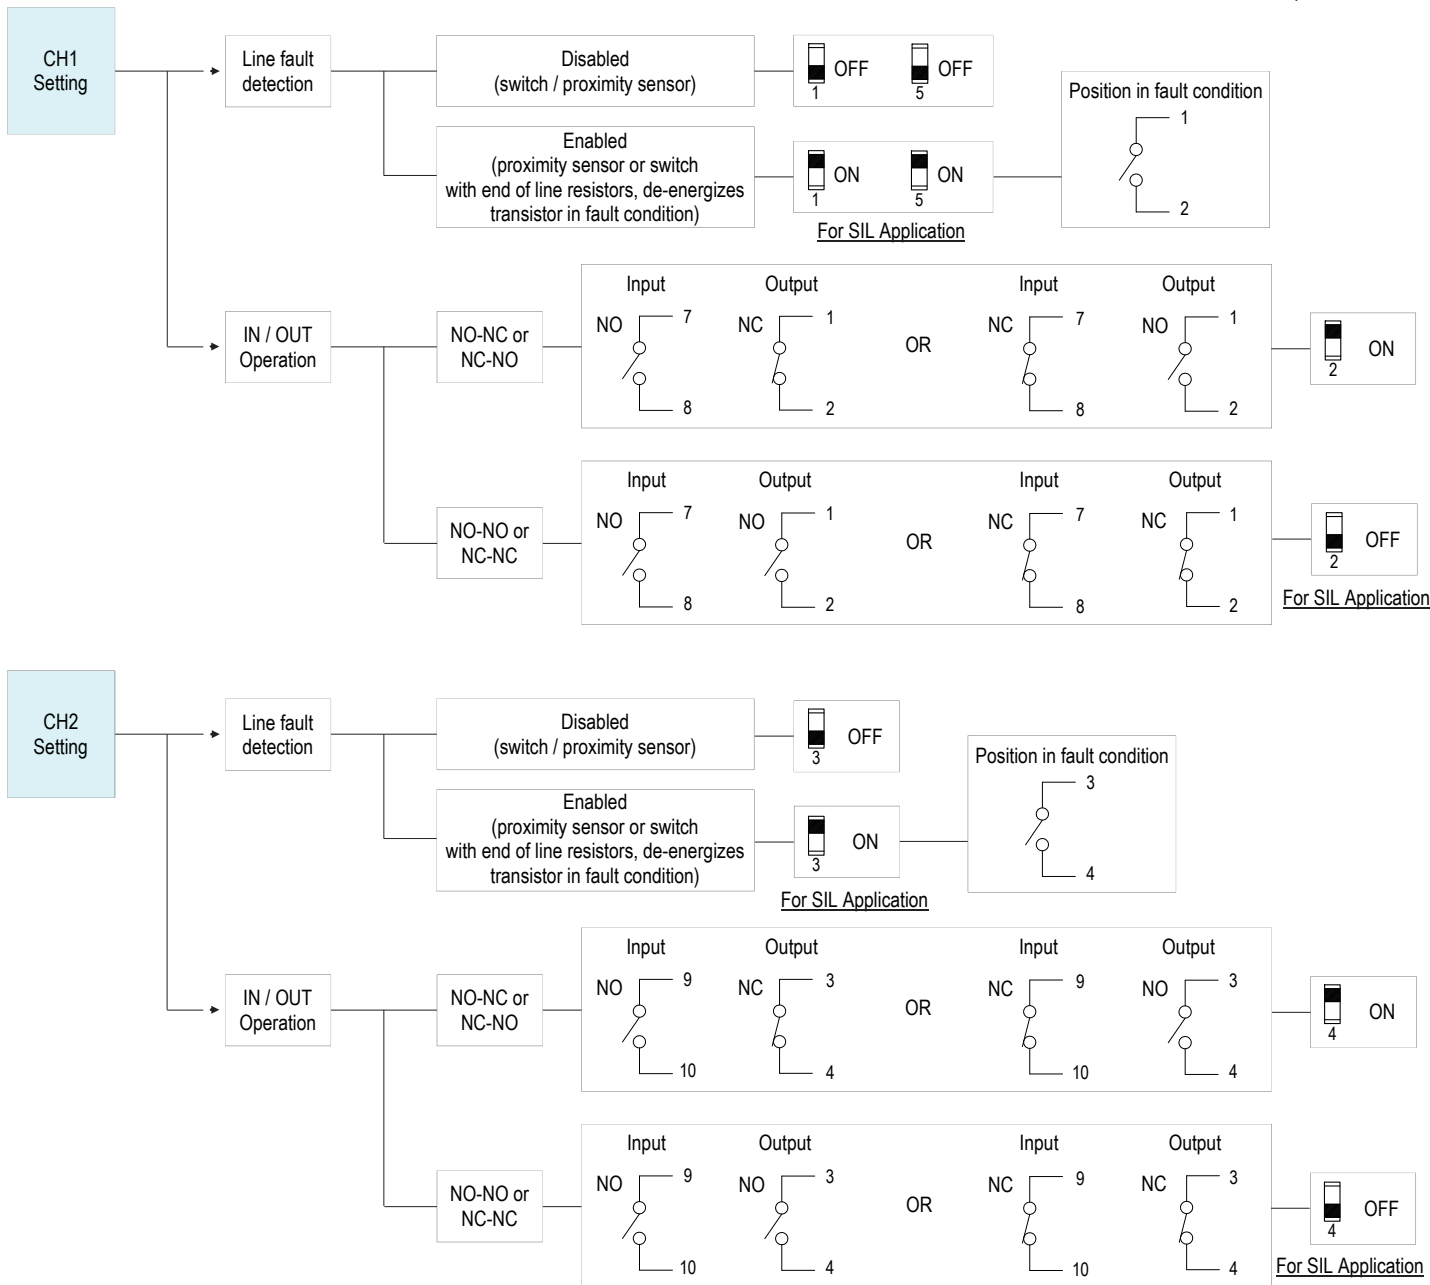 CH1
Setting
Line fault
detection
Disabled
(switch / proximity sensor)
1
OFF
5
OFF
Enabled
(proximity sensor or switch
with end of line resistors, de-energizes
transistor in fault condition)
1
ON
5
ON
For SIL Application
Position in fault condition
1
2
IN / OUT
Operation
NO-NC or
NC-NO
Input Output Input Output
NO 7 NC 1 OR NC 7 NO 1
8 2 8 2
2
ON
NO-NO or
NC-NC
Input Output Input Output
NO 7 NO 1 OR NC 7 NC 1
8 2 8 2
2
OFF
For SIL Application
CH2
Setting
Line fault
detection
Disabled
(switch / proximity sensor)
3
OFF
Enabled
(proximity sensor or switch
with end of line resistors, de-energizes
transistor in fault condition)
3
ON
For SIL Application
Position in fault condition
3
4
IN / OUT
Operation
NO-NC or
NC-NO
Input Output Input Output
NO 9 NC 3 OR NC 9 NO 3
10 4 10 4
4
ON
NO-NO or
NC-NC
Input Output Input Output
NO 9 NO 3 OR NC 9 NC 3
10 4 10 4
4
OFF
For SIL Application